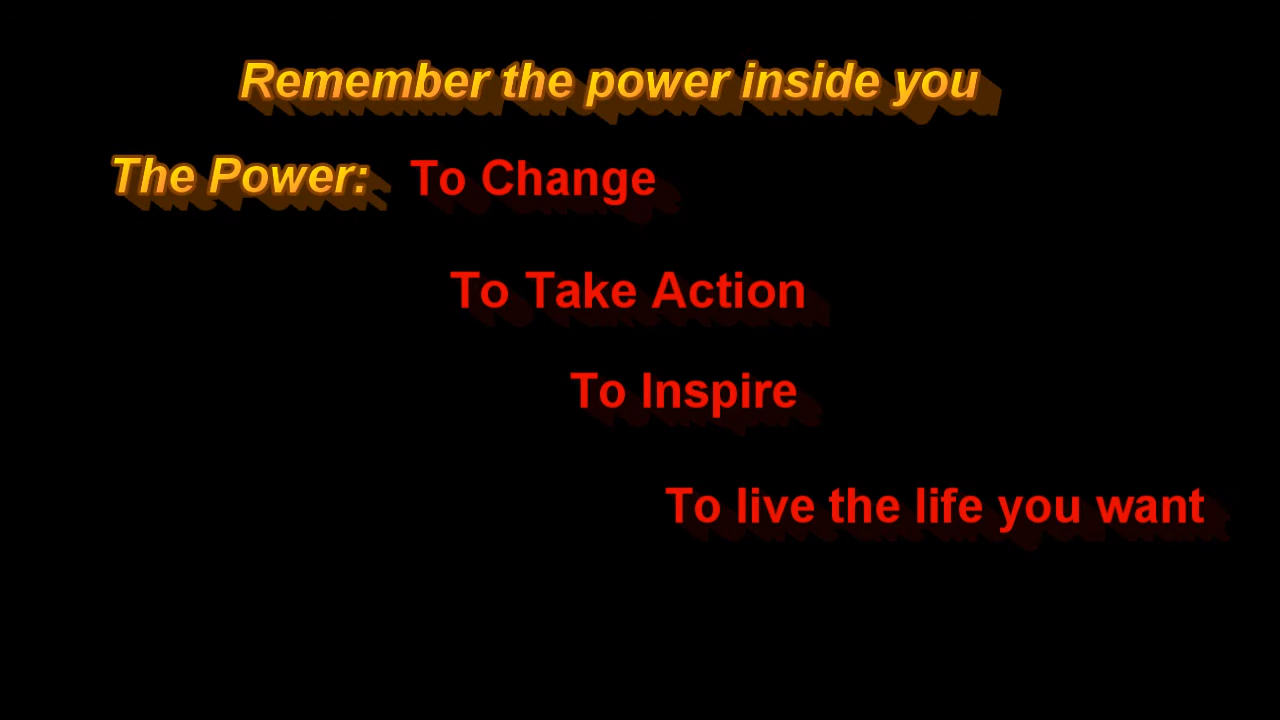 Remember the power inside you
The Power: To Change
To Take Action
To Inspire
To live the life you want